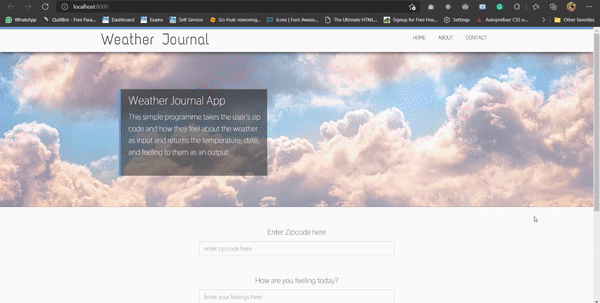 localhost:8000
WhatsApp QuillBot - Free Para... Dashboard Exams Self-Service Sci-Hub: removing... Icons | Font Aweso... The Ultimate HTML... Signup for Free Hos... Settings Autoprefixer CSS o... Other favorites
Weather Journal HOME ABOUT CONTACT
Weather Journal App
This simple programme takes the user's zip
code and how they feel about the weather
as input and returns the temperature, date,
and feeling to them as an output.
Enter Zipcode here
enter zip code here
How are you feeling today?
Enter your feelings here